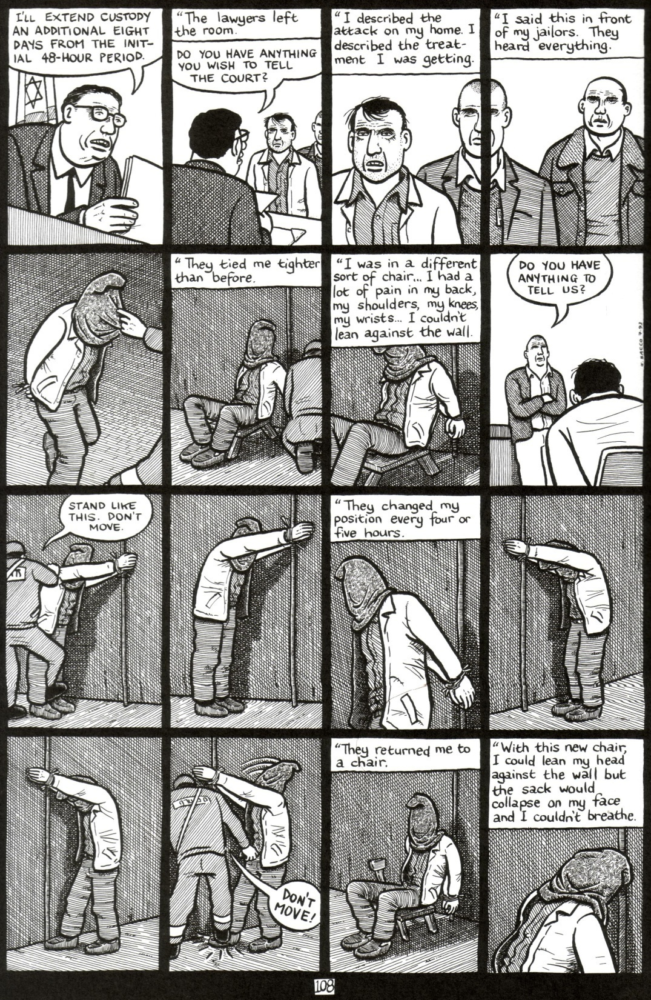 I'LL EXTEND CUSTODY
AN ADDITIONAL EIGHT
DAYS FROM THE INIT-
IAL 48-HOUR PERIOD.
"The lawyers left
the room.
DO YOU HAVE ANYTHING
YOU WISH TO TELL
THE COURT?
"I described the
attack on my home. I
described the treat-
ment I was getting.
"I said this in front
of my jailors. They
heard everything.
"They tied me tighter
than before.
"I was in a different
sort of chair... I had a
lot of pain in my back,
my shoulders, my knees,
my wrists... I couldn't
lean against the wall.
DO YOU HAVE
ANYTHING TO
TELL US?
SACCO 7.93
STAND LIKE
THIS. DON'T
MOVE.
"They changed my
position every four or
five hours.
DON'T
MOVE!
"They returned me to
a chair.
"With this new chair,
I could lean my head
against the wall but
the sack would
collapse on my face
and I couldn't breathe.
108